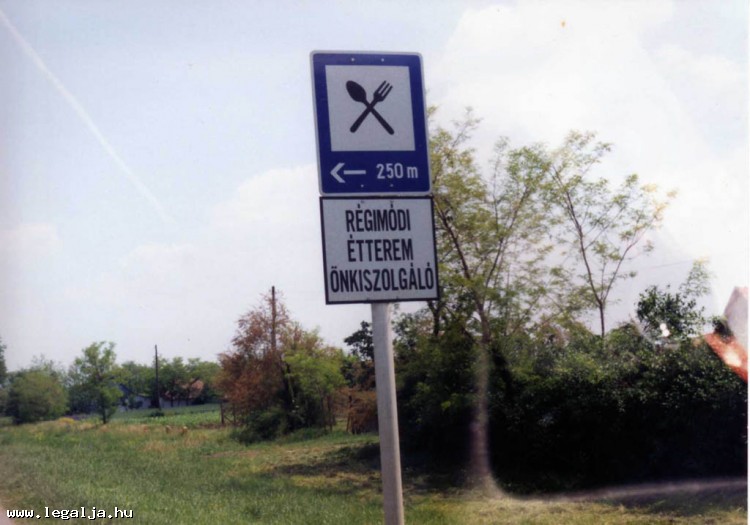 250 m
RÉGIMÓDI
ÉTTEREM
ÖNKISZOLGÁLÓ
www.legalja.hu